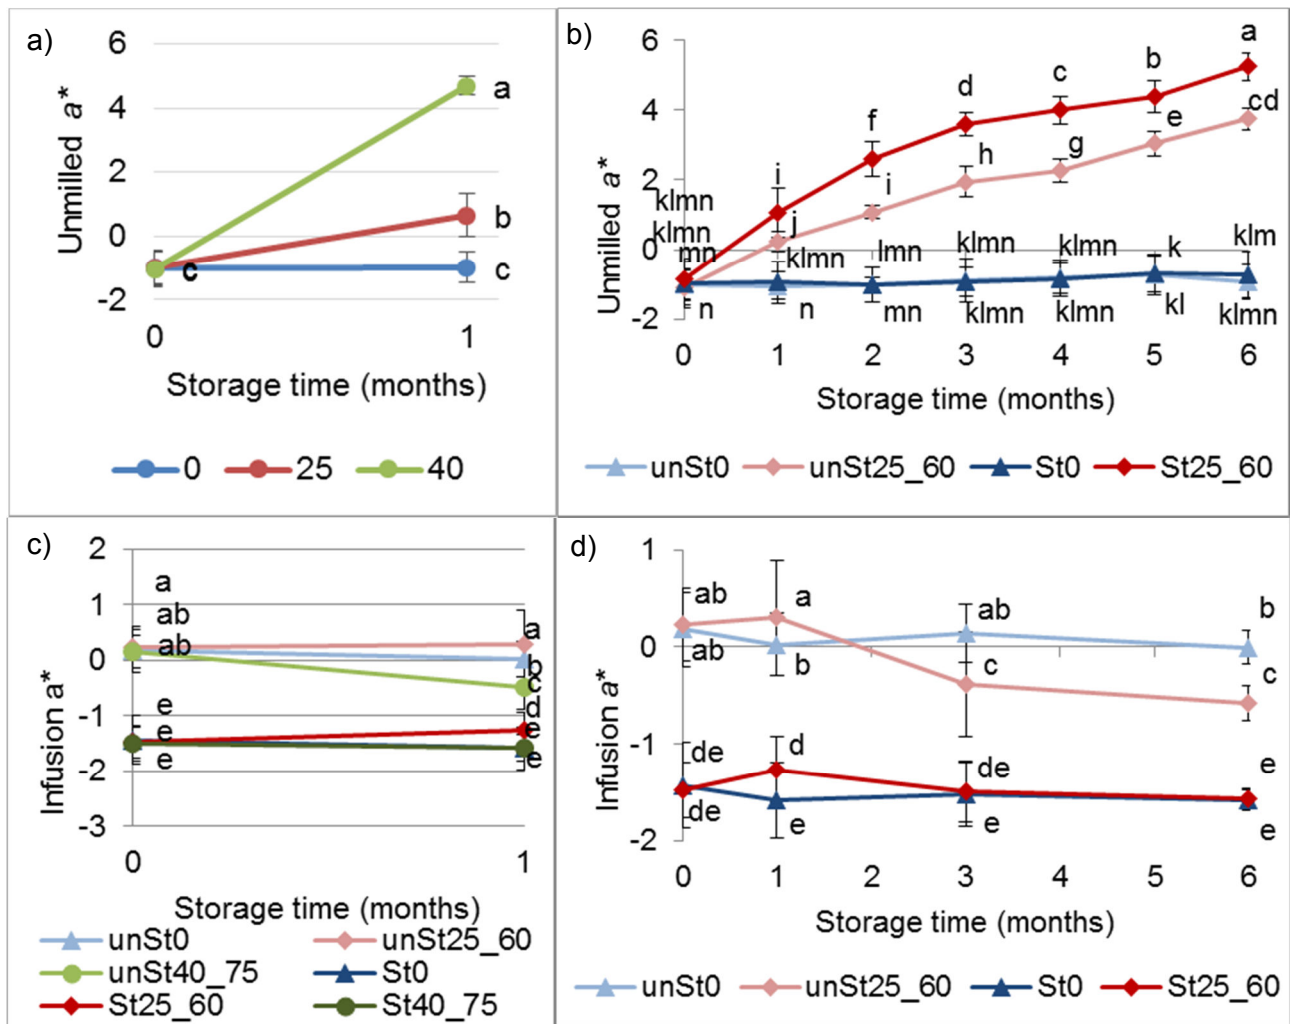 a)
6
4
2
0
-2
Unmilled a*
a
b
c
c
0 1
Storage time (months)
0 25 40
b)
6
4
2
0
-2
Unmilled a*
a
b
c
d
cd
f
e
g
h
i
i
j
klmn
klmn
mn
klmn
lmn
klmn
klmn
k
klm
n
n
mn
klmn
klmn
kl
klmn
0 1 2 3 4 5 6
Storage time (months)
unSt0 unSt25_60 St0 St25_60
c)
2
1
0
-1
-2
-3
Infusion a*
a
ab
ab
e
e
e
a
b
c
d
e
e
0 1
Storage time (months)
unSt0 unSt25_60
unSt40_75 St0
St25_60 St40_75
d)
1
0
-1
-2
Infusion a*
ab
a
ab
b
ab
b
c
c
de
d
de
e
de
e
e
e
0 1 2 3 4 5 6
Storage time (months)
unSt0 unSt25_60 St0 St25_60